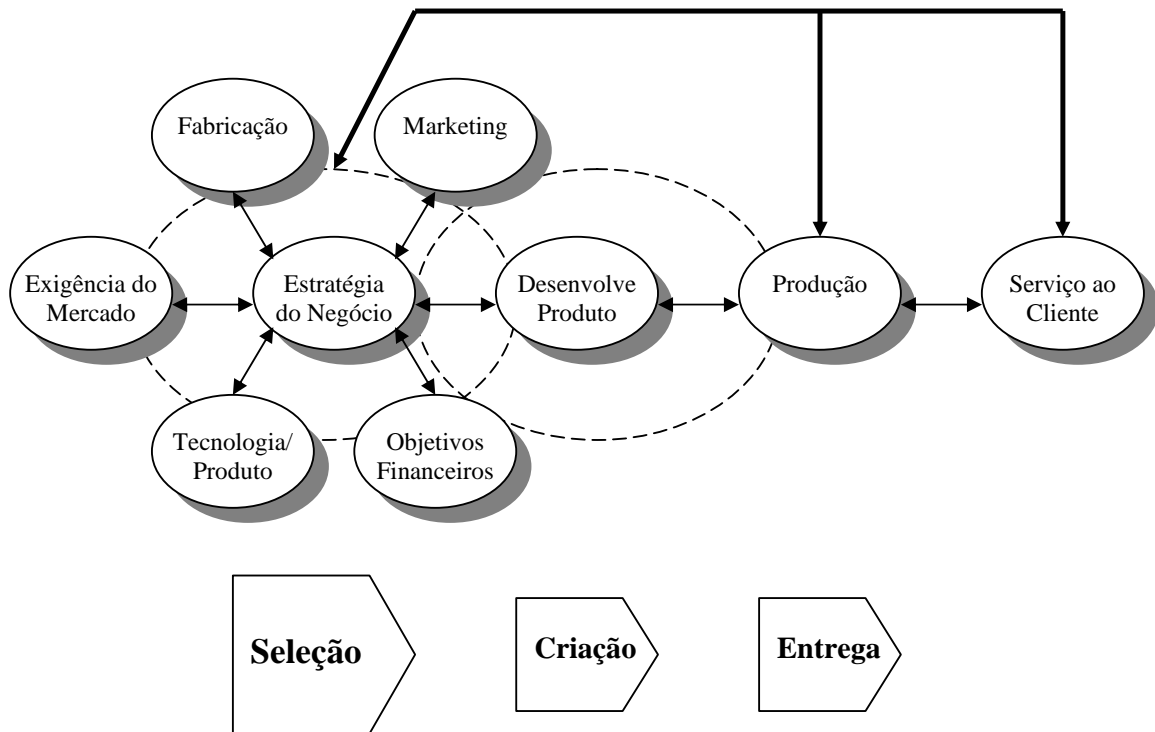 Fabricação
Marketing
Exigência do
Mercado
Estratégia
do Negócio
Desenvolve
Produto
Produção
Serviço ao
Cliente
Tecnologia/
Produto
Objetivos
Financeiros
Seleção
Criação
Entrega